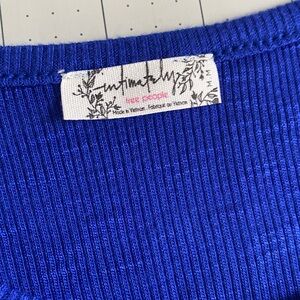 intimately
free people
Made in Vietnam . Fabriqué au Vietnam
M M